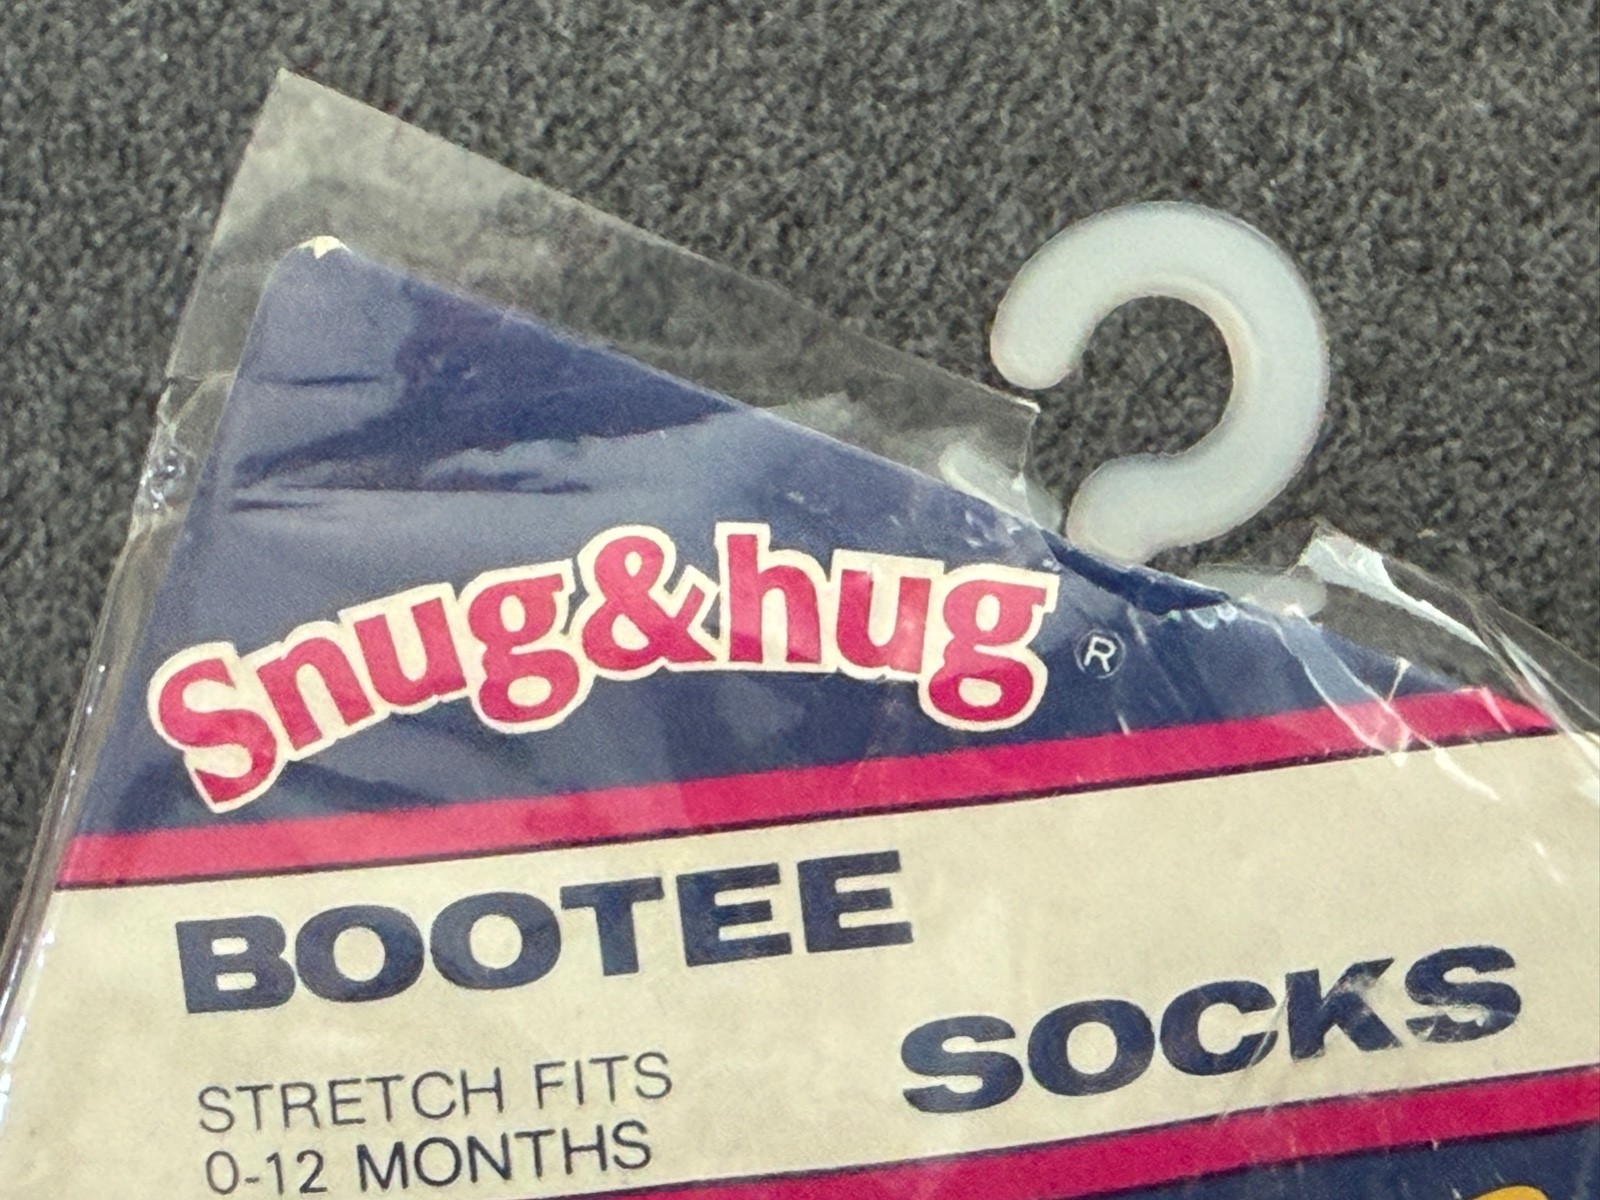 Snug&hug®
BOOTEE
SOCKS
STRETCH FITS
0-12 MONTHS